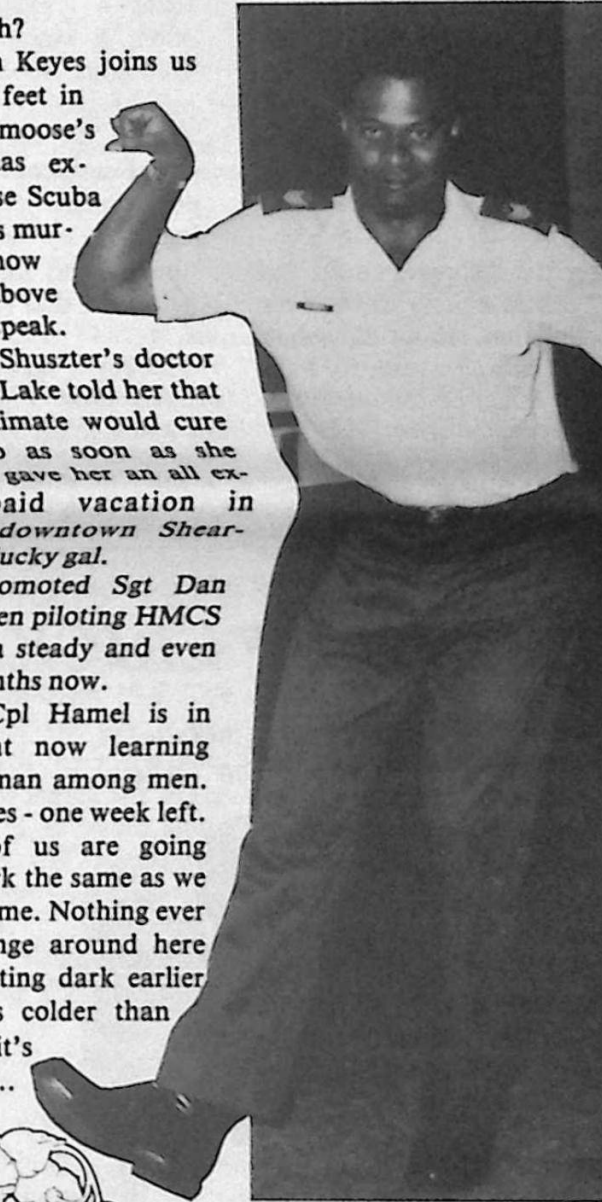 h?
Keyes joins us
feet in
moose's
as ex-
se Scuba
s mur-
now
bove
speak.
Shuszter's doctor
Lake told her that
imate would cure
o as soon as she
gave her an all ex-
aid vacation in
downtown Shear-
ucky gal.
omoted Sgt Dan
en piloting HMCS
steady and even
nths now.
Cpl Hamel is in
t now learning
man among men.
es - one week left.
of us are going
k the same as we
me. Nothing ever
nge around here
ting dark earlier
s colder than
it's
..